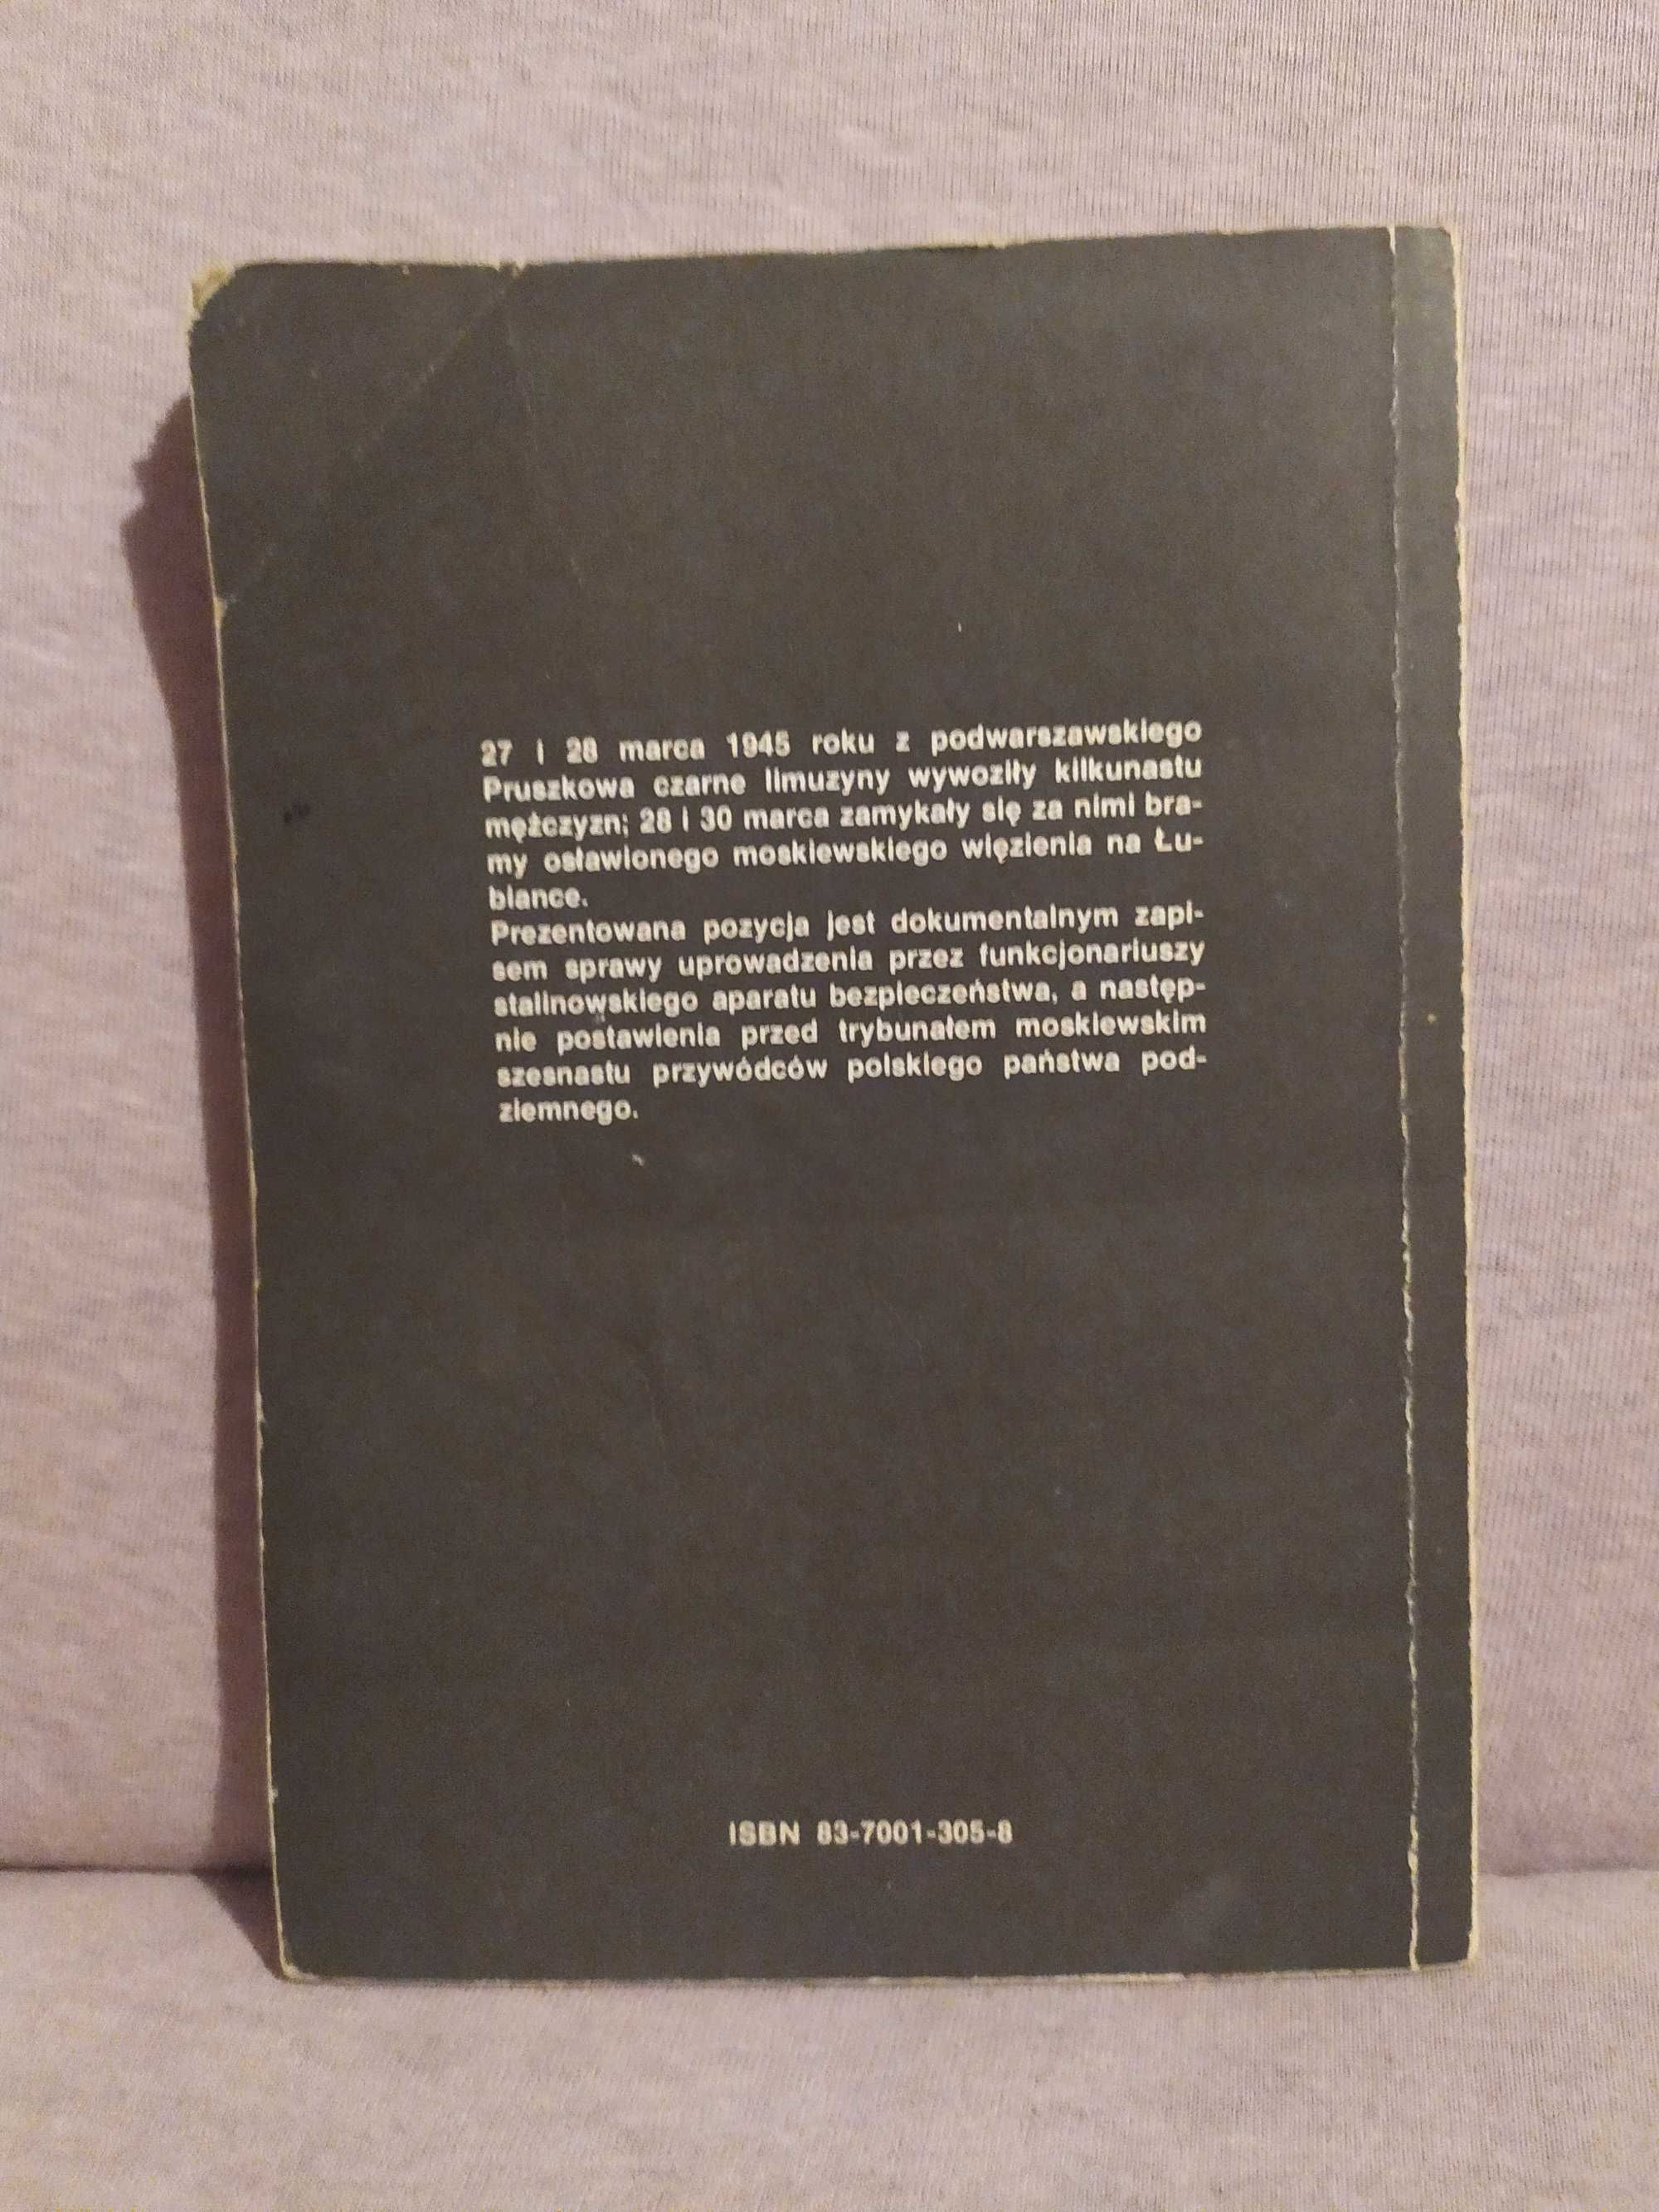 27 i 28 marca 1945 roku z podwarszawskiego
Pruszkowa czarne limuzyny wywoziły kilkunastu
mężczyzn; 28 i 30 marca zamykały się za nimi bra-
my osławionego moskiewskiego więzienia na Łu-
biance.
Prezentowana pozycja jest dokumentalnym zapi-
sem sprawy uprowadzenia przez funkcjonariuszy
stalinowskiego aparatu bezpieczeństwa, a następ-
nie postawienia przed trybunałem moskiewskim
szesnastu przywódców polskiego państwa pod-
ziemnego.
ISBN 83-7001-305-8